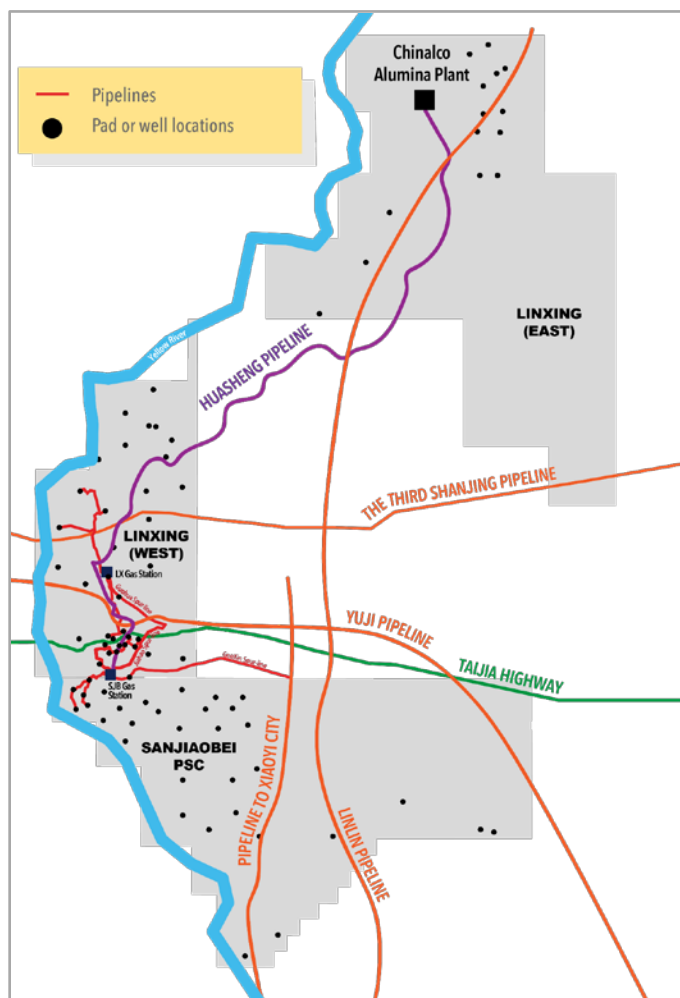 Chinalco
Alumina Plant
Pipelines
Pad or well locations
LINXING
(EAST)
Yellow River
HUASHENG PIPELINE
THE THIRD SHANJING PIPELINE
LINXING
(WEST)
LX Gas Station
YUJI PIPELINE
TAIJIA HIGHWAY
SJB Gas
Station
SANJIAOBEI
PSC
PIPELINE TO XIAOYI CITY
LINLIN PIPELINE